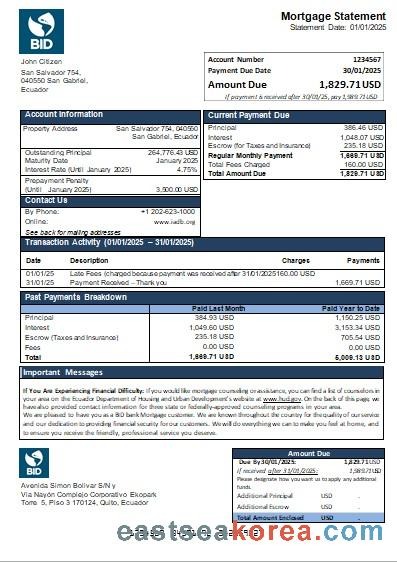 BID
Mortgage Statement
Statement Date: 01/01/2025
John Citizen
San Salvador 754,
040550 San Gabriel,
Ecuador
Account Number 1234567
Payment Due Date 30/01/2025
Amount Due 1,829.71USD
If payment is received after 30/01/25, pay 1,989.71USD
Account Information
Property Address San Salvador 754, 040550
San Gabriel, Ecuador
Outstanding Principal 264,776.43 USD
Maturity Date January 2025
Interest Rate (Until January 2025) 4.75%
Prepayment Penalty
(Until January 2025) 3,500.00 USD
Contact Us
By Phone: +1 202-623-1000
Online: www.iadb.org
See back for mailing addresses
Current Payment Due
Principal 386.46 USD
Interest 1,048.07 USD
Escrow (for Taxes and Insurance) 235.18 USD
Regular Monthly Payment 1,669.71 USD
Total Fees Charged 160.00 USD
Total Amount Due 1,829.71 USD
Transaction Activity (01/01/2025 – 31/01/2025)
Date Description Charges Payments
01/01/25 Late Fees (charged because payment was received after 31/01/2025160.00 USD
31/01/25 Payment Received – Thank you 1,669.71 USD
Past Payments Breakdown
Paid Last Month Paid Year to Date
Principal 384.93 USD 1,150.25 USD
Interest 1,049.60 USD 3,153.34 USD
Escrow (Taxes and Insurance) 235.18 USD 705.54 USD
Fees 0.00 USD 0.00 USD
Total 1,669.71 USD 5,009.13 USD
Important Messages
If You Are Experiencing Financial Difficulty: if you would like mortgage counseling or assistance, you can find a list of counselors in
your area on the Ecuador Department of Housing and Urban Development's website at www.hud.gov. On the back of this page, we
have also provided contact information for three state or federally-approved counseling programs in your area.
We are pleased to have you as a BID bank Mortgage customer. We are known throughout the country for the quality of our service
and our dedication to providing financial security for our customers. We will do everything we can to make you feel at home, and
to ensure you receive the friendly, professional service you deserve.
BID
Avenida Simon Bolivar S/N y
Via Nayón Complejo Corporativo Ekopark
Torre 5, Piso 3 170124, Quito, Ecuador
Amount Due
Due By 30/01/2025: 1,829.71USD
If received after 31/01/2025: 1,989.71USD
Please designate how you want us to apply any additional
funds.
Additional Principal USD -
Additional Escrow USD -
Total Amount Enclosed USD -
eastseakorea.com